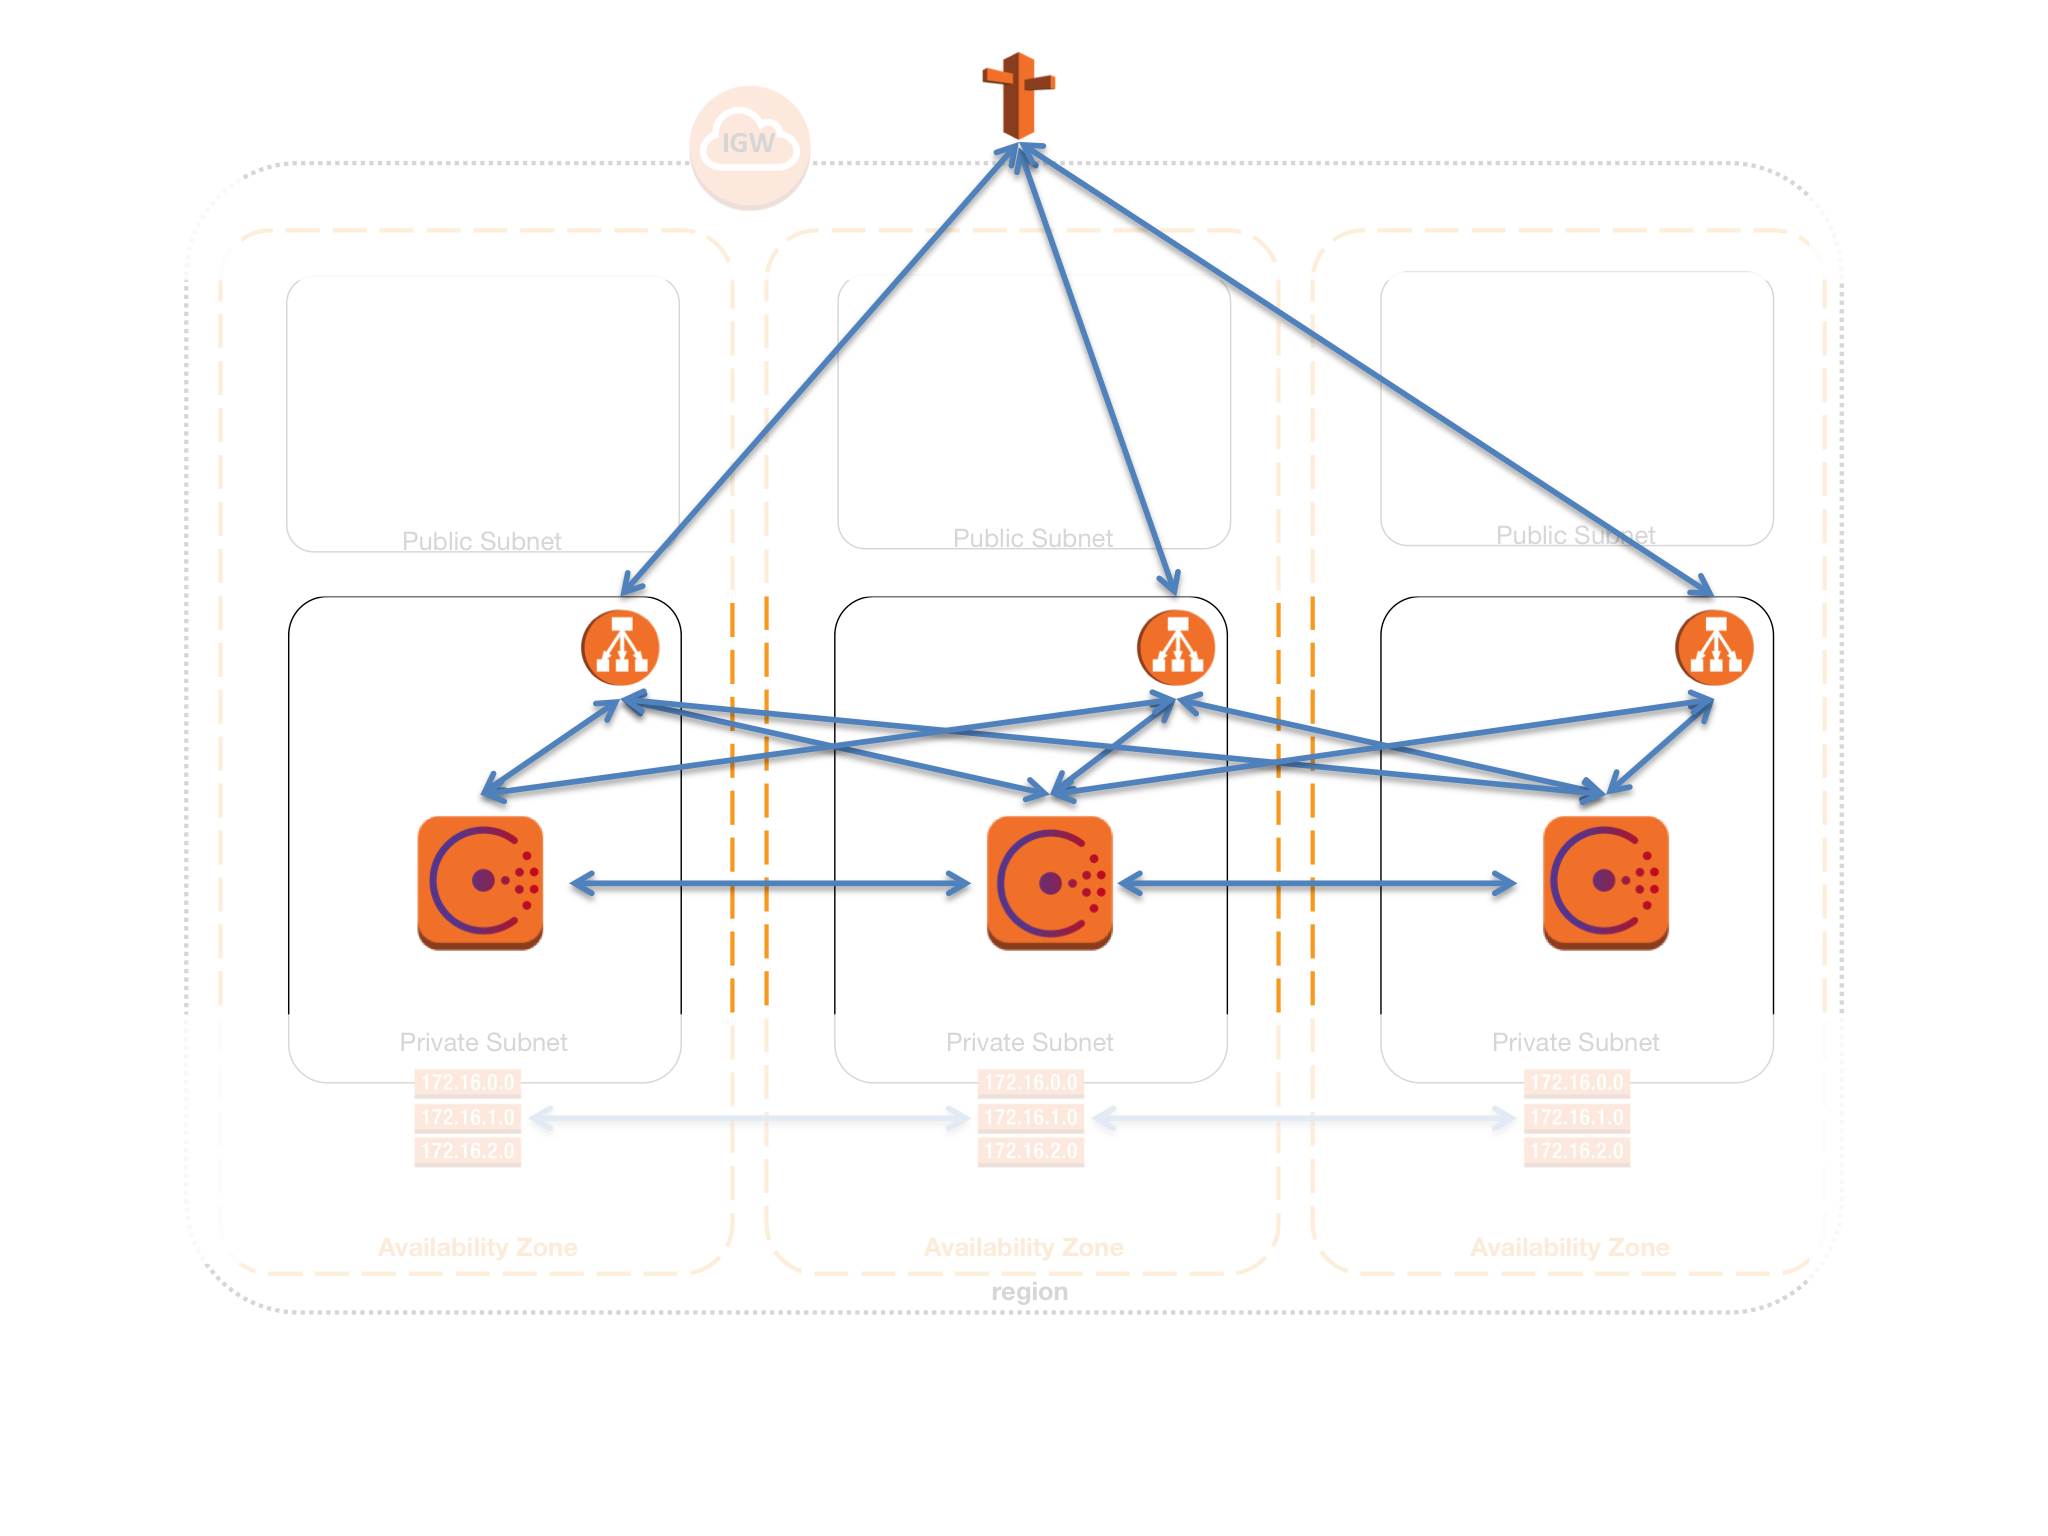 IGW
Public Subnet
Public Subnet
Public Subnet
Private Subnet
Private Subnet
Private Subnet
172.16.0.0
172.16.1.0
172.16.2.0
172.16.0.0
172.16.1.0
172.16.2.0
172.16.0.0
172.16.1.0
172.16.2.0
Availability Zone
Availability Zone
Availability Zone
region